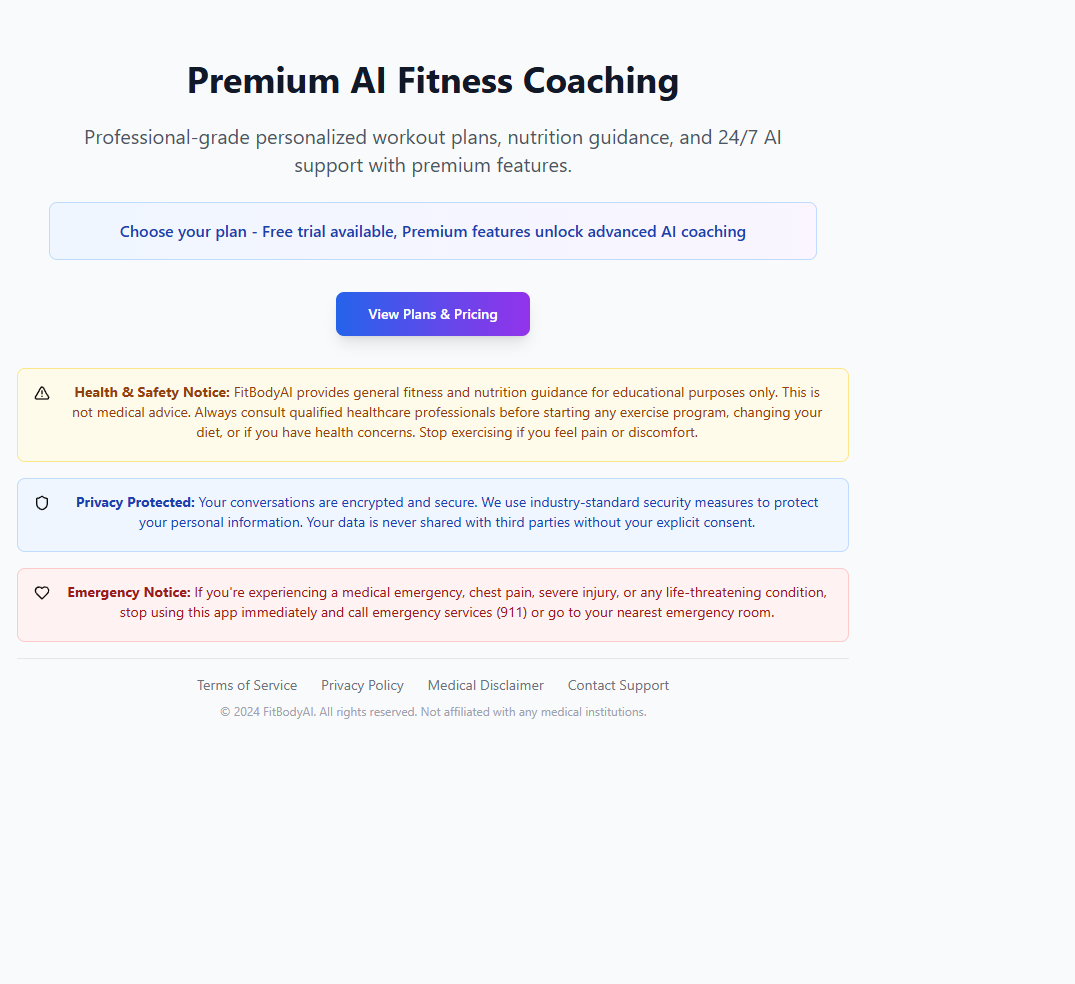 Premium AI Fitness Coaching
Professional-grade personalized workout plans, nutrition guidance, and 24/7 AI
support with premium features.
Choose your plan - Free trial available, Premium features unlock advanced AI coaching
View Plans & Pricing
Health & Safety Notice: FitBodyAI provides general fitness and nutrition guidance for educational purposes only. This is
not medical advice. Always consult qualified healthcare professionals before starting any exercise program, changing your
diet, or if you have health concerns. Stop exercising if you feel pain or discomfort.
Privacy Protected: Your conversations are encrypted and secure. We use industry-standard security measures to protect
your personal information. Your data is never shared with third parties without your explicit consent.
Emergency Notice: If you're experiencing a medical emergency, chest pain, severe injury, or any life-threatening condition,
stop using this app immediately and call emergency services (911) or go to your nearest emergency room.
Terms of Service Privacy Policy Medical Disclaimer Contact Support
© 2024 FitBodyAI. All rights reserved. Not affiliated with any medical institutions.